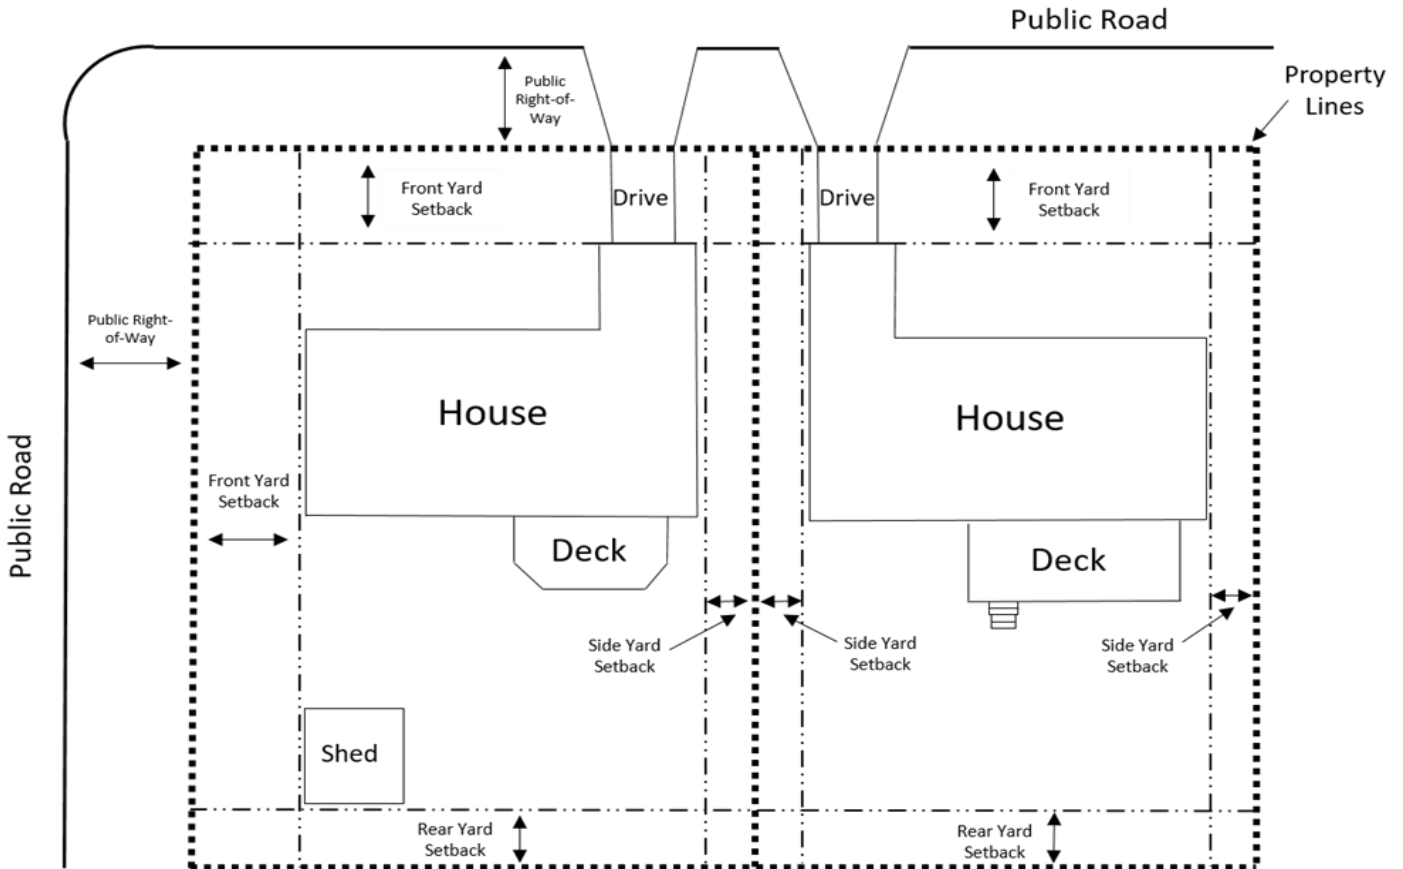 Public Road
Property
Lines
Public
Right-of-
Way
Front Yard
Setback
Drive
Drive
Front Yard
Setback
Public Right-
of-Way
House
House
Public Road
Front Yard
Setback
Deck
Deck
Side Yard
Setback
Side Yard
Setback
Side Yard
Setback
Shed
Rear Yard
Setback
Rear Yard
Setback